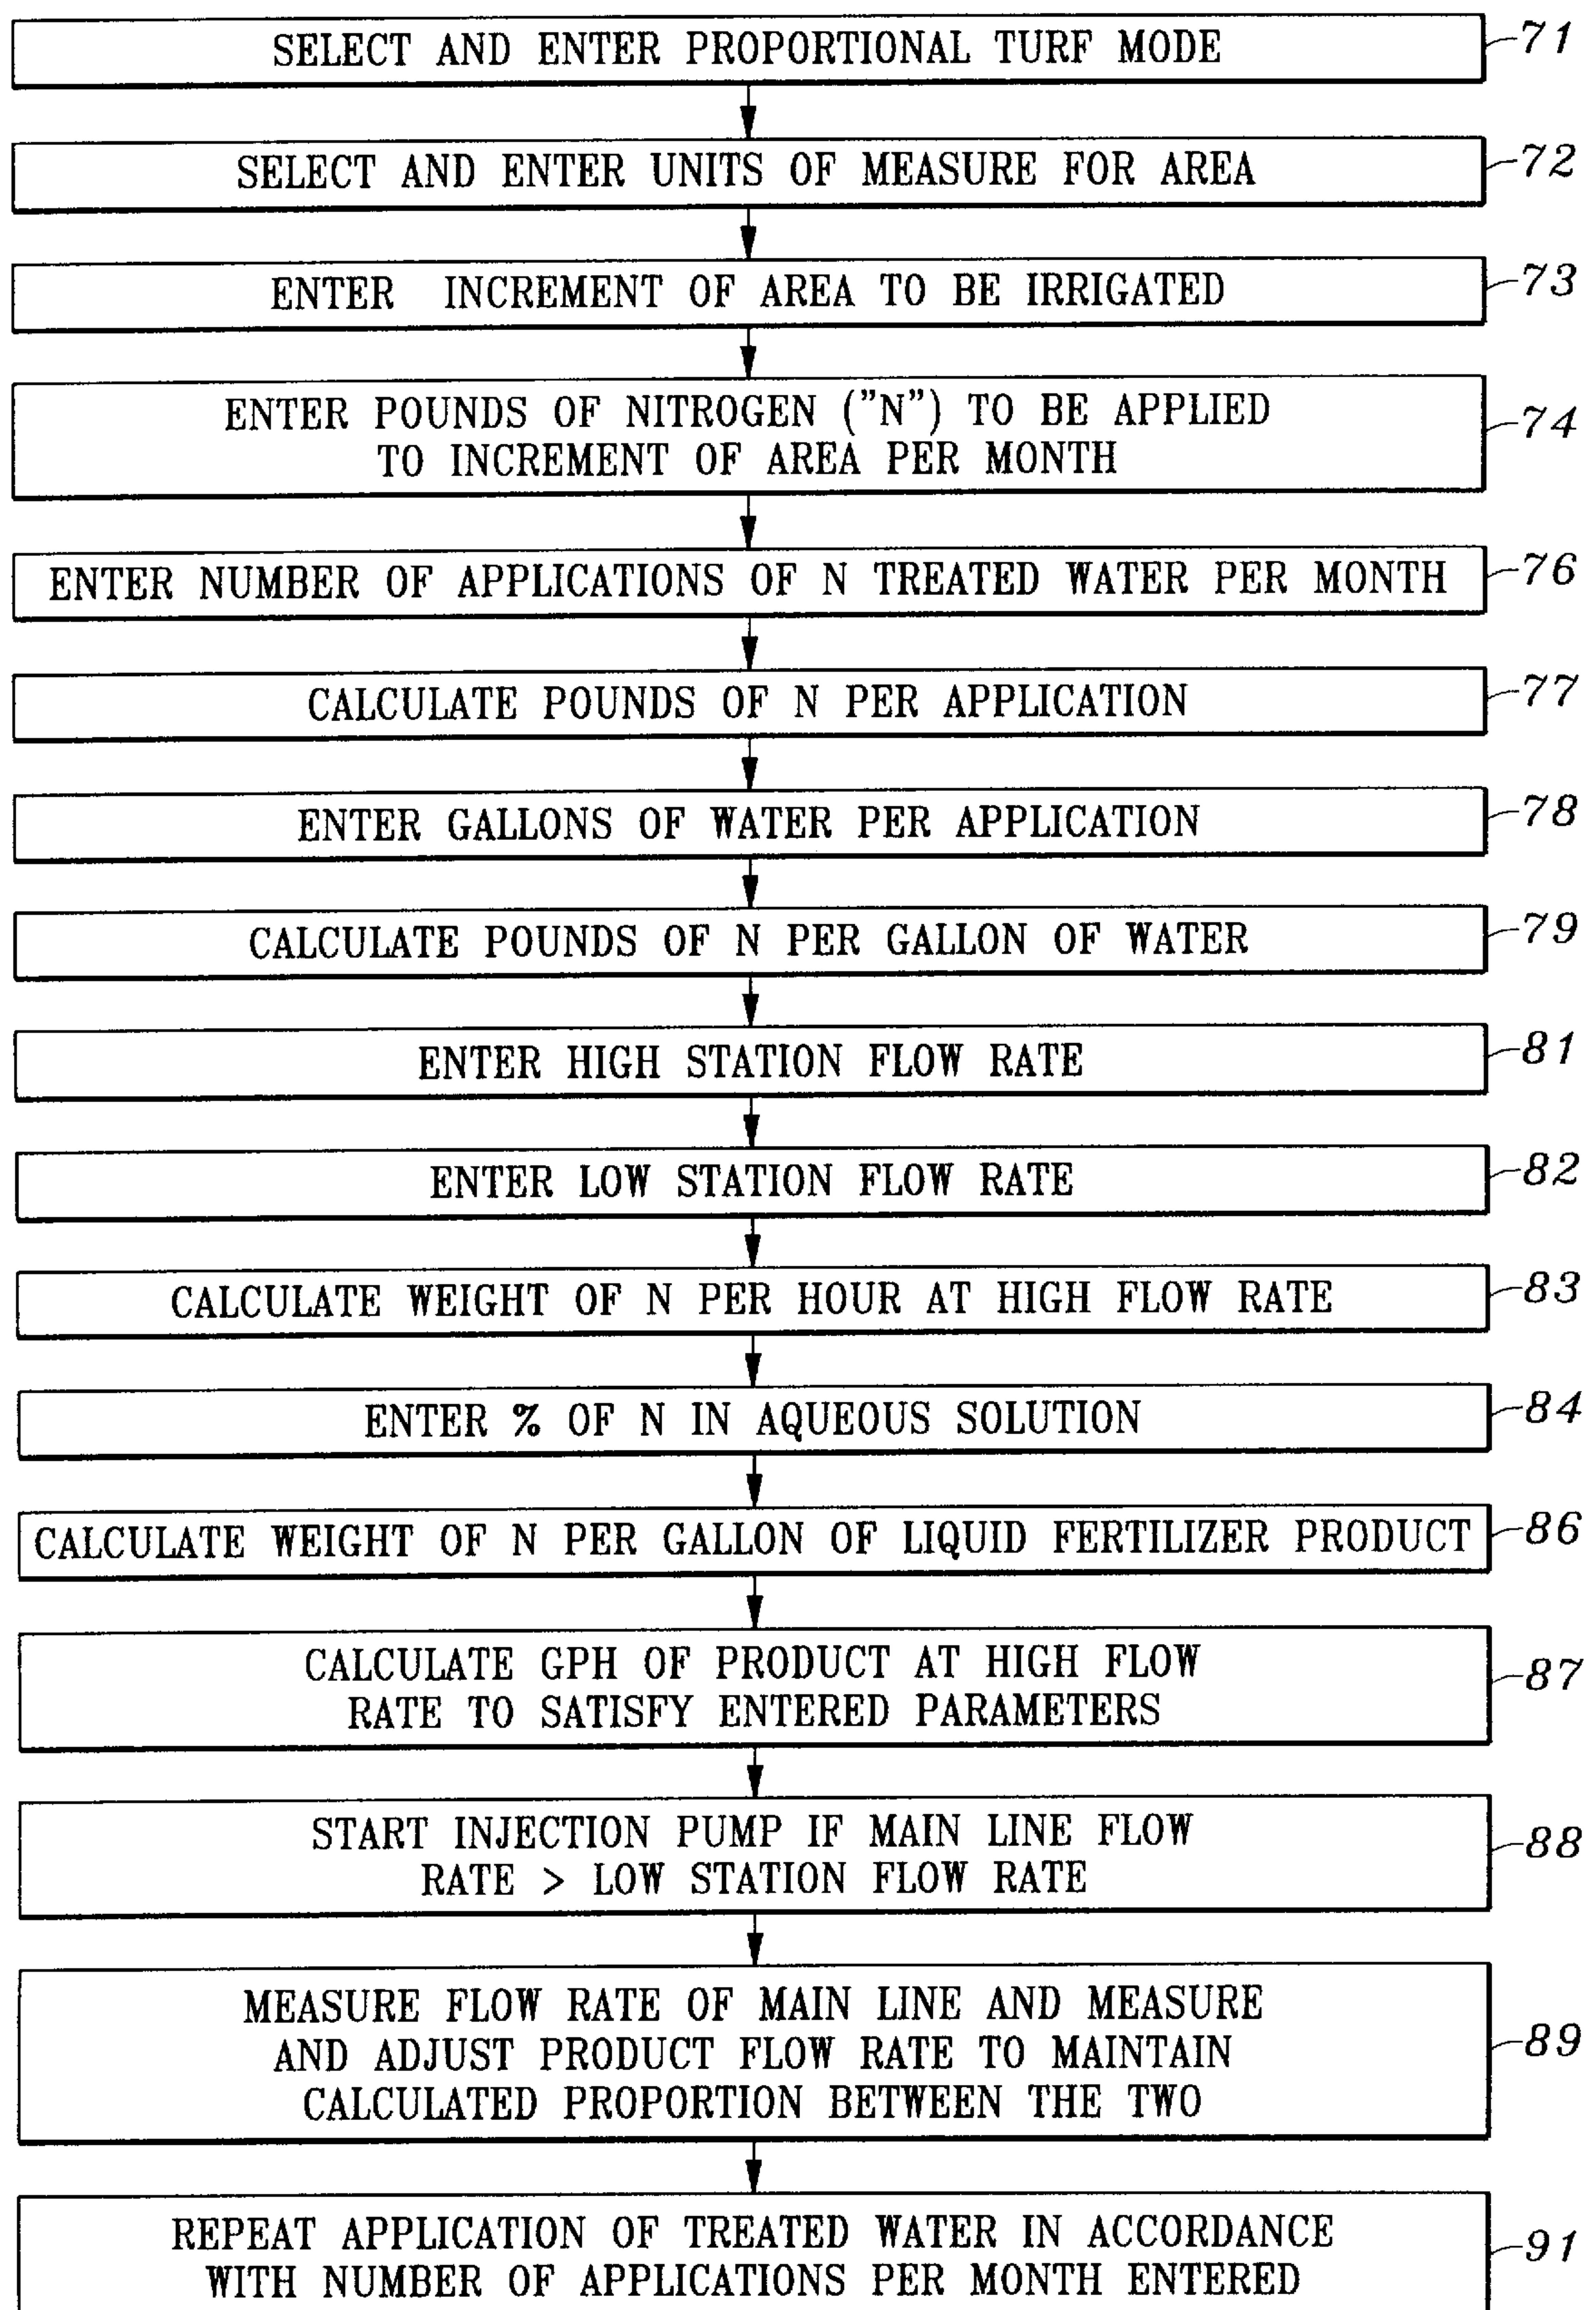 SELECT AND ENTER PROPORTIONAL TURF MODE
71
SELECT AND ENTER UNITS OF MEASURE FOR AREA
72
ENTER INCREMENT OF AREA TO BE IRRIGATED
73
ENTER POUNDS OF NITROGEN ("N") TO BE APPLIED
TO INCREMENT OF AREA PER MONTH
74
ENTER NUMBER OF APPLICATIONS OF N TREATED WATER PER MONTH
76
CALCULATE POUNDS OF N PER APPLICATION
77
ENTER GALLONS OF WATER PER APPLICATION
78
CALCULATE POUNDS OF N PER GALLON OF WATER
79
ENTER HIGH STATION FLOW RATE
81
ENTER LOW STATION FLOW RATE
82
CALCULATE WEIGHT OF N PER HOUR AT HIGH FLOW RATE
83
ENTER % OF N IN AQUEOUS SOLUTION
84
CALCULATE WEIGHT OF N PER GALLON OF LIQUID FERTILIZER PRODUCT
86
CALCULATE GPH OF PRODUCT AT HIGH FLOW
RATE TO SATISFY ENTERED PARAMETERS
87
START INJECTION PUMP IF MAIN LINE FLOW
RATE > LOW STATION FLOW RATE
88
MEASURE FLOW RATE OF MAIN LINE AND MEASURE
AND ADJUST PRODUCT FLOW RATE TO MAINTAIN
CALCULATED PROPORTION BETWEEN THE TWO
89
REPEAT APPLICATION OF TREATED WATER IN ACCORDANCE
WITH NUMBER OF APPLICATIONS PER MONTH ENTERED
91